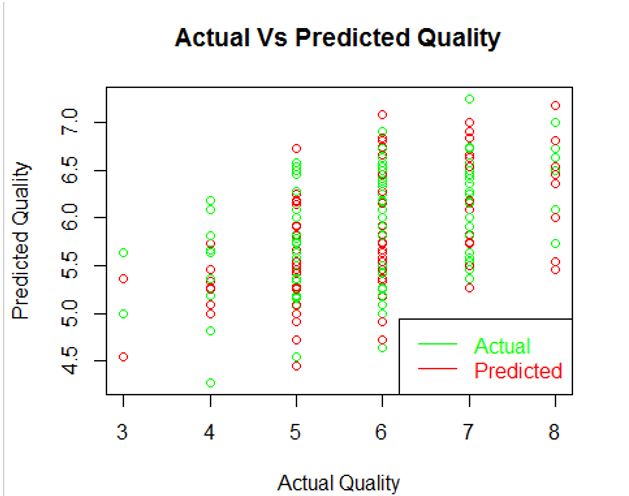 Actual Vs Predicted Quality
Predicted Quality
7.0
6.5
6.0
5.5
5.0
4.5
Actual
Predicted
3 4 5 6 7 8
Actual Quality